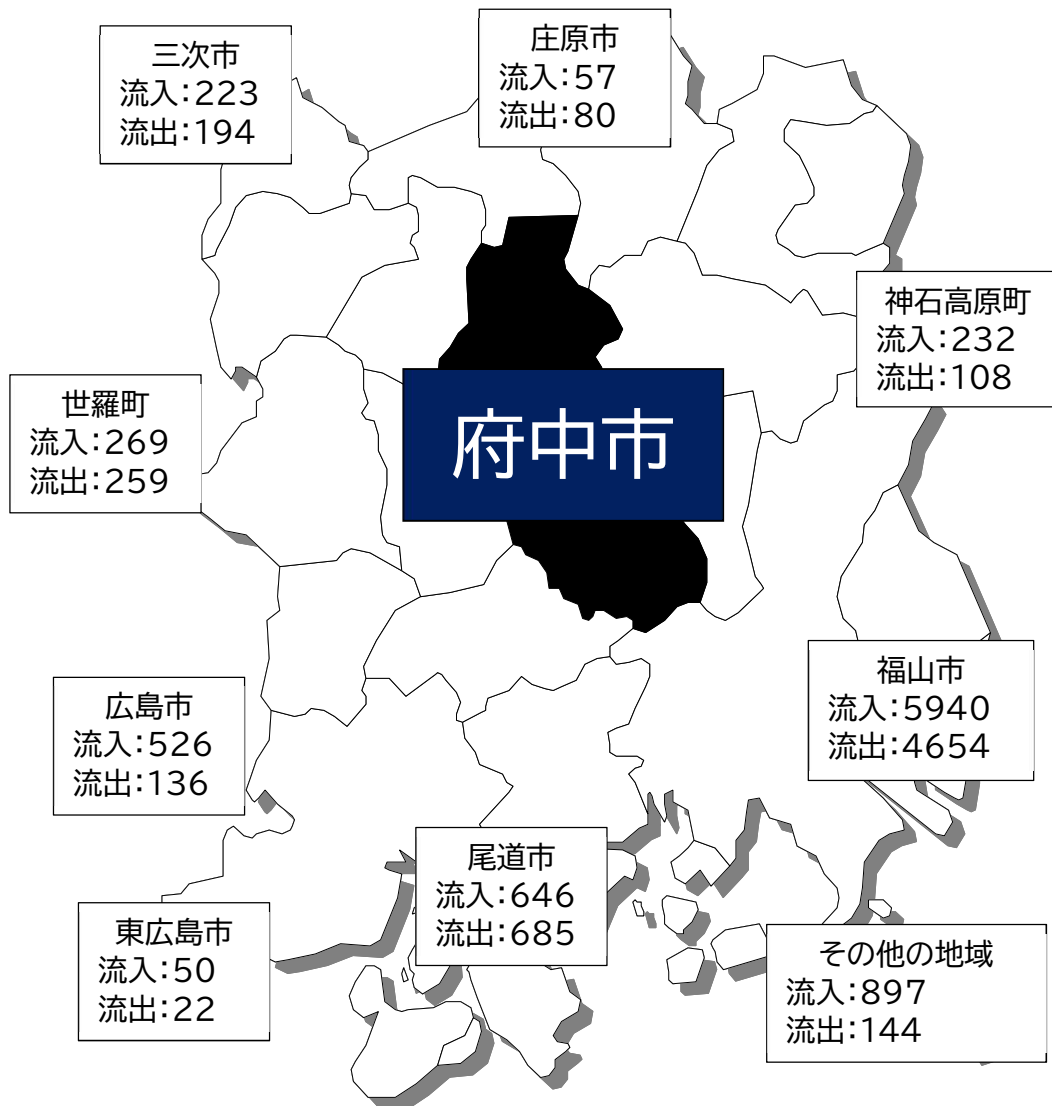 三次市
流入：223
流出：194
庄原市
流入：57
流出：80
神石高原町
流入：232
流出：108
世羅町
流入：269
流出：259
府中市
福山市
流入：5940
流出：4654
広島市
流入：526
流出：136
尾道市
流入：646
流出：685
東広島市
流入：50
流出：22
その他の地域
流入：897
流出：144